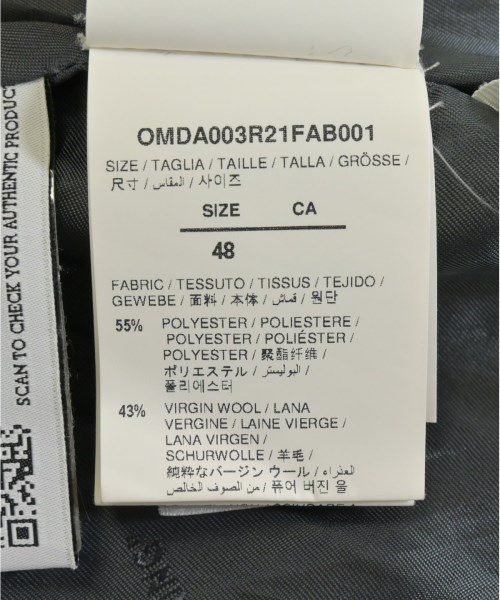 OMDA003R21FAB001
SIZE / TAGLIA / TAILLE / TALLA / GRÖSSE /
尺寸 / المقاس / 사이즈
SIZE CA
48
FABRIC / TESSUTO / TISSUS / TEJIDO /
GEWEBE / 面料 / 本体 / قماش / 원단
55% POLYESTER / POLIESTERE /
POLYESTER / POLIÉSTER /
POLYESTER / 聚酯纤维 /
ポリエステル / البوليستر /
폴리에스터
43% VIRGIN WOOL / LANA
VERGINE / LAINE VIERGE /
LANA VIRGEN /
SCHURWOLLE / 羊毛 /
純粋なバージン ウール / العذراء
من الصوف الخالص / 퓨어 버진 울
SCAN TO CHECK YOUR AUTHENTIC PRODUC